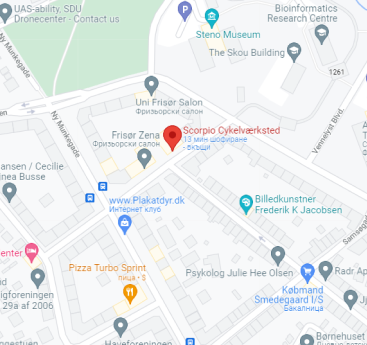 UAS-ability, SDU
Dronecenter - Contact us
Bioinformatics
Research Centre
Steno Museum
The Skou Building
Ny Munkegade
1261
Vennelyst Blvd.
Uni Frisør Salon
Фризьорски салон
Ny Munkegade
Scorpio Cykelværksted
13 мин шофиране
- вкъщи
Frisør Zena
Фризьорски салон
ansen / Cecilie
nea Busse
www.Plakatdyr.dk
Интернет клуб
Billedkunstner
Frederik K Jacobsen
Samsøg
enter
Pizza Turbo Sprint
пица - $
Psykolog Julie Hee Olsen
Købmand
Smedegaard I/S
Бакалница
Radr Ap
d
igforeningen
29a af 2006
Jj
Haveforeningen
Børnehuset